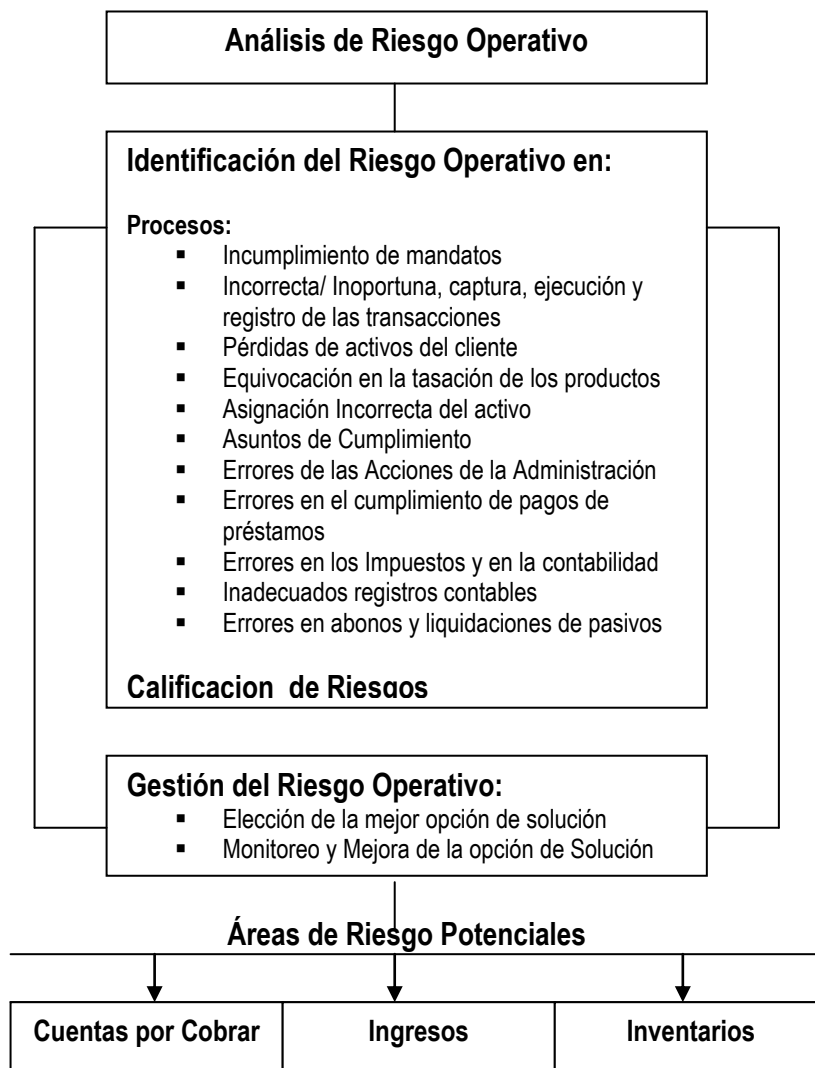 Análisis de Riesgo Operativo
Identificación del Riesgo Operativo en:
Procesos:
▪ Incumplimiento de mandatos
▪ Incorrecta/ Inoportuna, captura, ejecución y
registro de las transacciones
▪ Pérdidas de activos del cliente
▪ Equivocación en la tasación de los productos
▪ Asignación Incorrecta del activo
▪ Asuntos de Cumplimiento
▪ Errores de las Acciones de la Administración
▪ Errores en el cumplimiento de pagos de
préstamos
▪ Errores en los Impuestos y en la contabilidad
▪ Inadecuados registros contables
▪ Errores en abonos y liquidaciones de pasivos
Calificacion de Riesgos
Gestión del Riesgo Operativo:
▪ Elección de la mejor opción de solución
▪ Monitoreo y Mejora de la opción de Solución
Áreas de Riesgo Potenciales
Cuentas por Cobrar
Ingresos
Inventarios